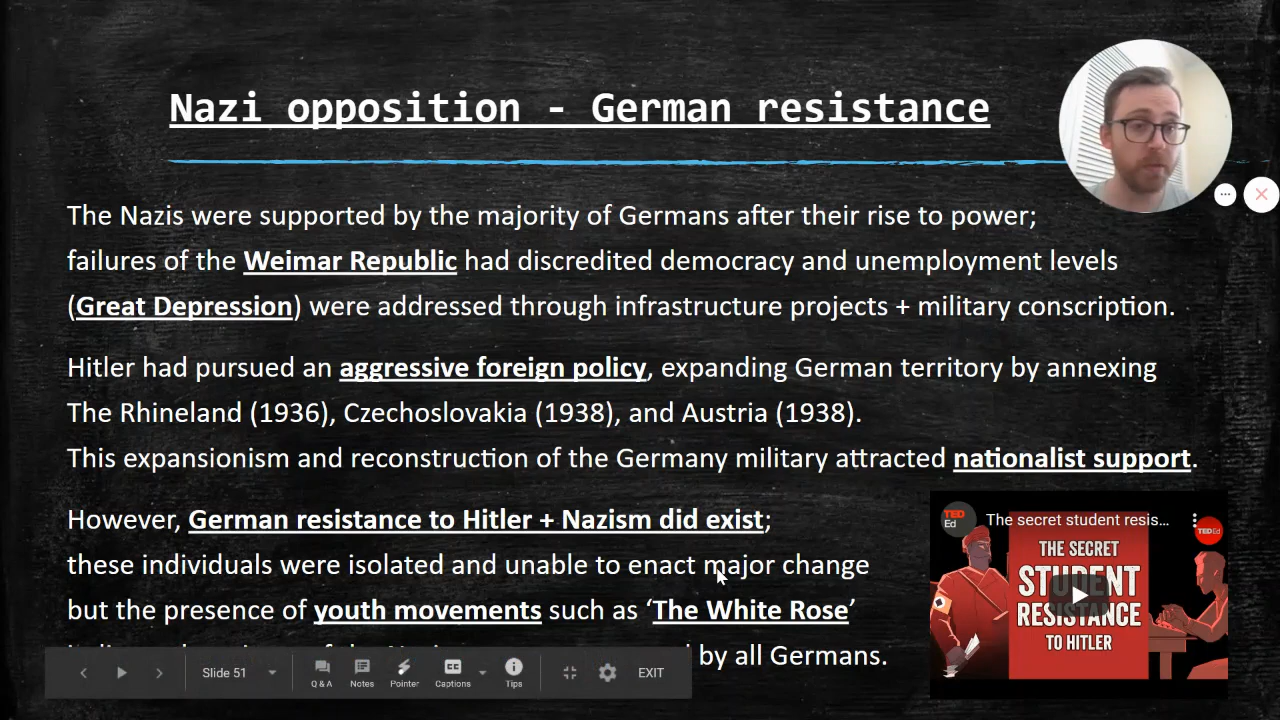 Nazi opposition - German resistance
The Nazis were supported by the majority of Germans after their rise to power;
failures of the Weimar Republic had discredited democracy and unemployment levels
(Great Depression) were addressed through infrastructure projects + military conscription.
Hitler had pursued an aggressive foreign policy, expanding German territory by annexing
The Rhineland (1936), Czechoslovakia (1938), and Austria (1938).
This expansionism and reconstruction of the Germany military attracted nationalist support.
However, German resistance to Hitler + Nazism did exist;
these individuals were isolated and unable to enact major change
but the presence of youth movements such as ‘The White Rose’
by all Germans.
TED Ed
The secret student resis...
TED Ed
THE SECRET
STUDENT
RESISTANCE
TO HITLER
Slide 51
Q & A
Notes
Pointer
Captions
Tips
EXIT